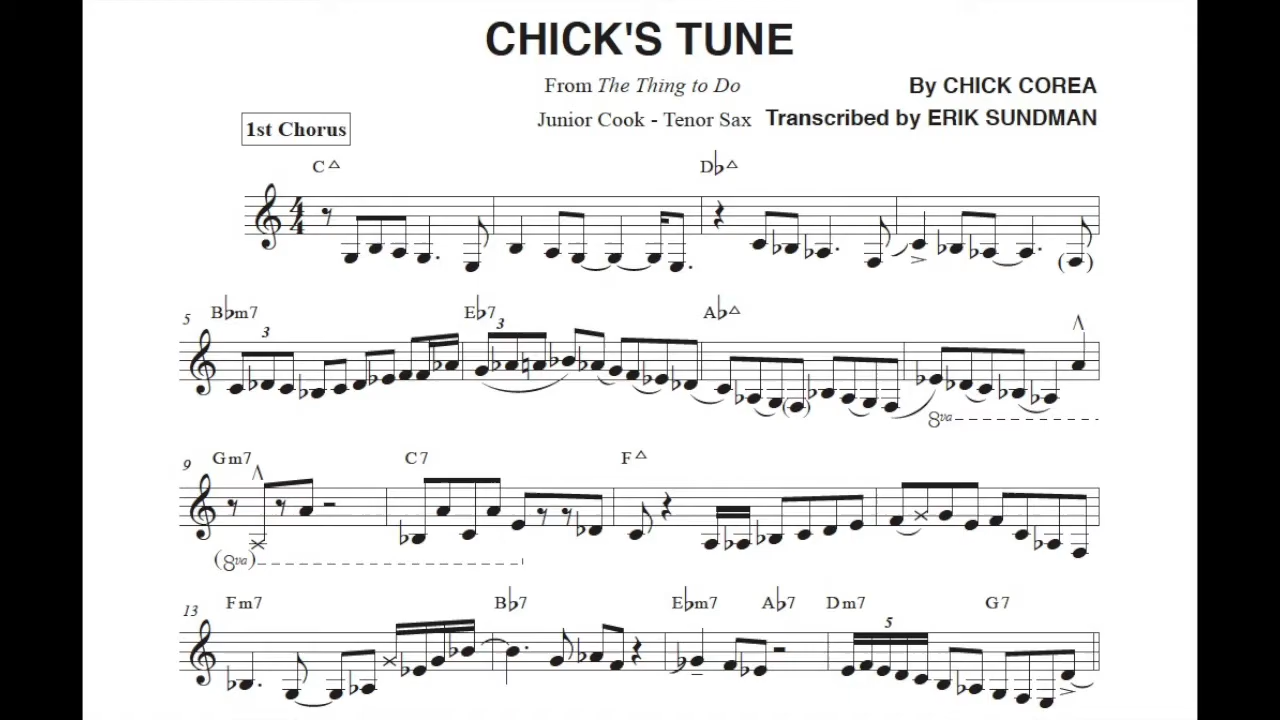 CHICK'S TUNE
From The Thing to Do
By CHICK COREA
1st Chorus
Junior Cook - Tenor Sax
Transcribed by ERIK SUNDMAN
C△ D♭△
4/4
5 B♭m7 E♭7 A♭△
3 3
8va
9 Gm7 C7 F△
(8va)
13 Fm7 B♭7 E♭m7 A♭7 Dm7 G7
5